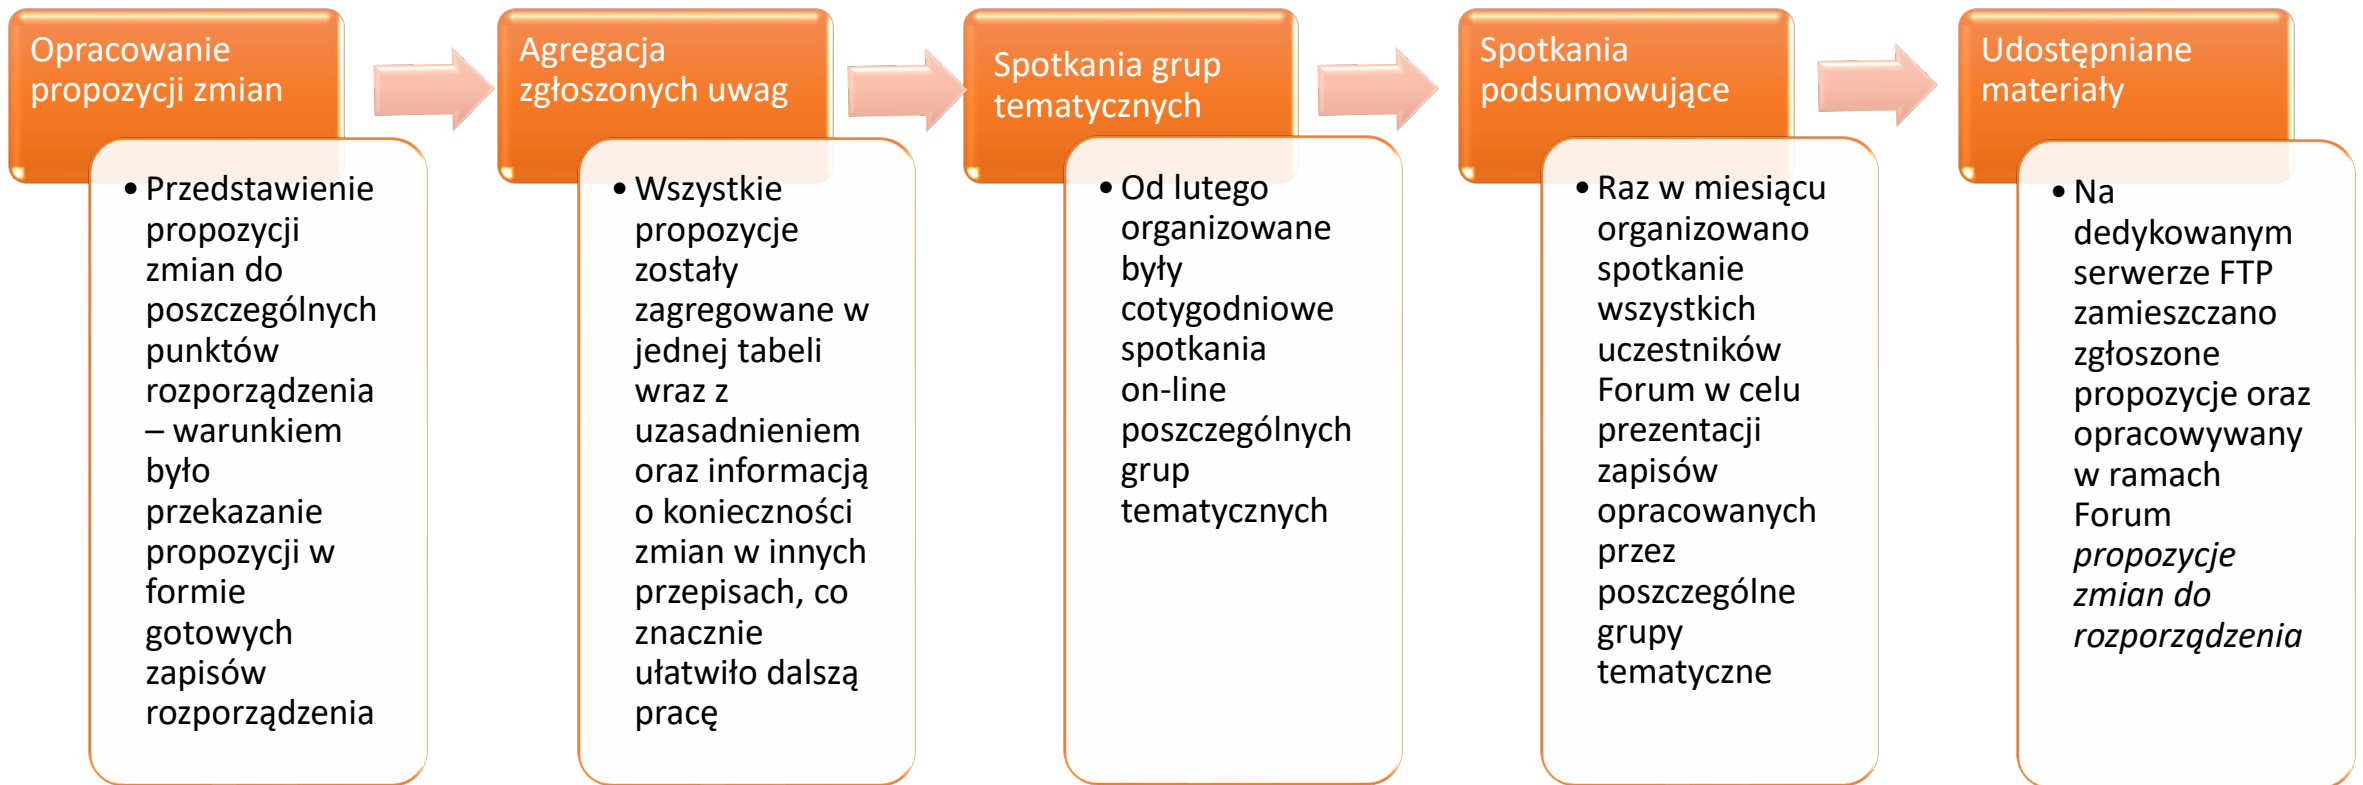 Opracowanie
propozycji zmian
• Przedstawienie
propozycji
zmian do
poszczególnych
punktów
rozporządzenia
– warunkiem
było
przekazanie
propozycji w
formie
gotowych
zapisów
rozporządzenia
Agregacja
zgłoszonych uwag
• Wszystkie
propozycje
zostały
zagregowane w
jednej tabeli
wraz z
uzasadnieniem
oraz informacją
o konieczności
zmian w innych
przepisach, co
znacznie
ułatwiło dalszą
pracę
Spotkania grup
tematycznych
• Od lutego
organizowane
były
cotygodniowe
spotkania
on-line
poszczególnych
grup
tematycznych
Spotkania
podsumowujące
• Raz w miesiącu
organizowano
spotkanie
wszystkich
uczestników
Forum w celu
prezentacji
zapisów
opracowanych
przez
poszczególne
grupy
tematyczne
Udostępniane
materiały
• Na
dedykowanym
serwerze FTP
zamieszczano
zgłoszone
propozycje oraz
opracowywany
w ramach
Forum
propozycje
zmian do
rozporządzenia